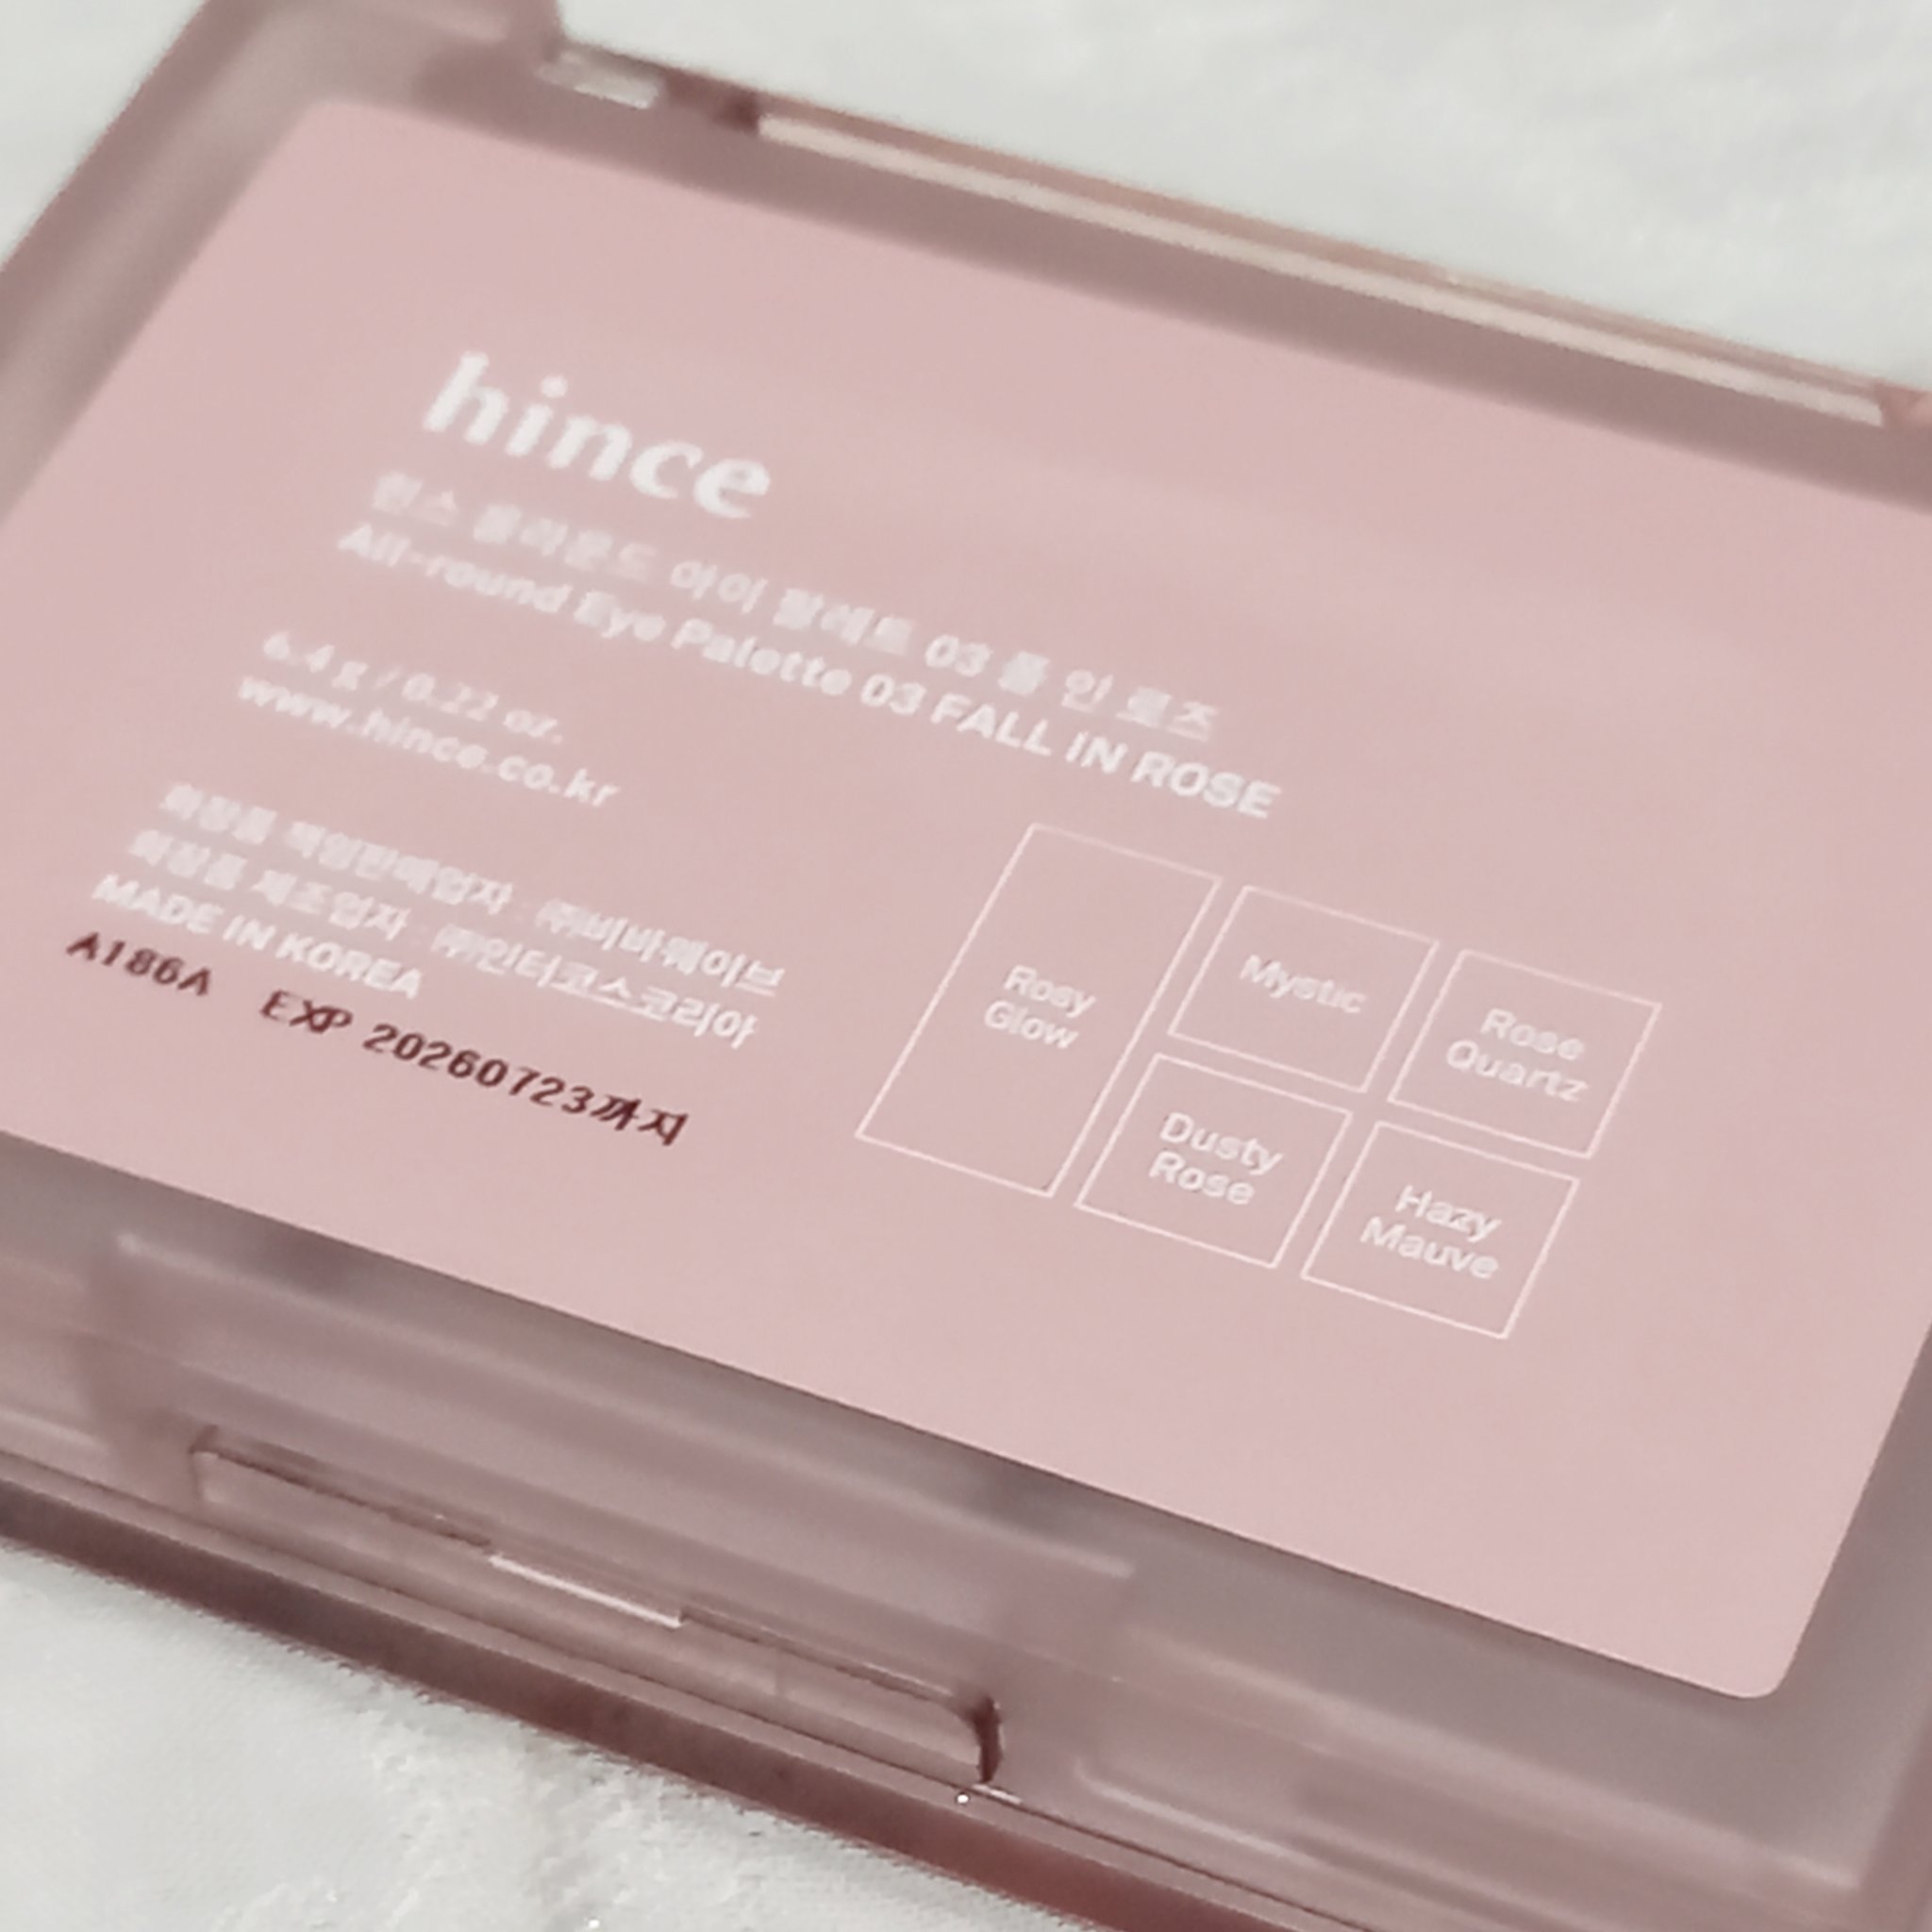 hince
힌스 올라운드 아이 팔레트 03 폴 인 로즈
All-round Eye Palette 03 FALL IN ROSE
6.4 g / 0.22 oz.
www.hince.co.kr
화장품 책임판매업자 : ㈜비바웨이브
화장품 제조업자 : ㈜인터코스코리아
MADE IN KOREA
A186A EXP 20260723까지
Rosy
Glow
Mystic
Rose
Quartz
Dusty
Rose
Hazy
Mauve